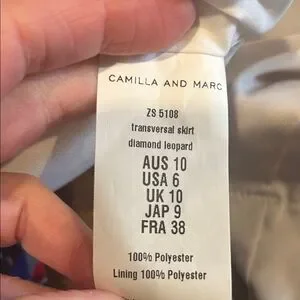 CAMILLA AND MARC
ZS 5108
transversal skirt
diamond leopard
AUS 10
USA 6
UK 10
JAP 9
FRA 38
100% Polyester
Lining 100% Polyester